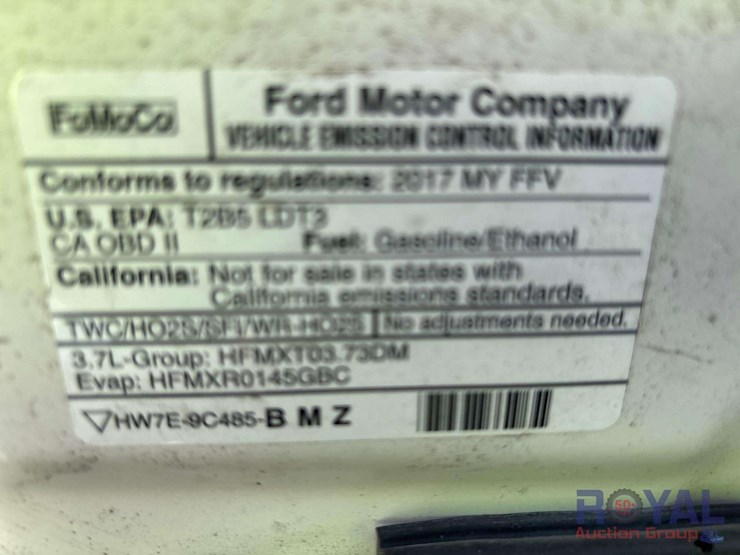 FoMoCo
Ford Motor Company
VEHICLE EMISSION CONTROL INFORMATION
Conforms to regulations: 2017 MY FFV
U.S. EPA: T2B5 LDT3
CA OBD II Fuel: Gasoline/Ethanol
California: Not for sale in states with
California emissions standards.
TWC/HO2S/SFI/WR-HO2S No adjustments needed.
3.7L-Group: HFMXT03.73DM
Evap: HFMXR0145GBC
HW7E-9C485-BMZ
ROYAL
Auction Group